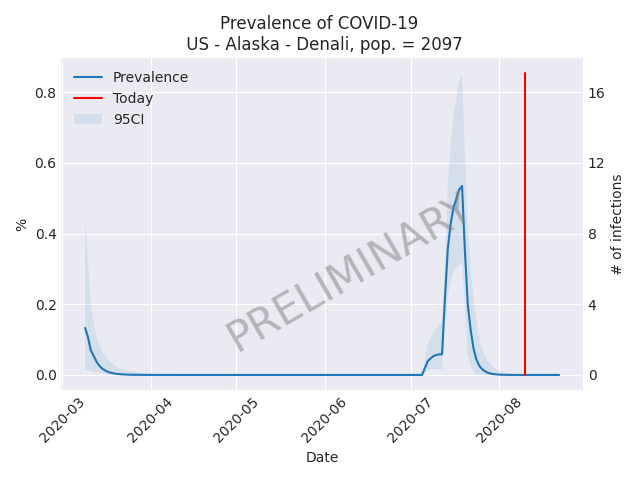 Prevalence of COVID-19
US - Alaska - Denali, pop. = 2097
Prevalence
Today
95CI
PRELIMINARY
%
# of infections
0.8
0.6
0.4
0.2
0.0
16
12
8
4
0
2020-03
2020-04
2020-05
2020-06
2020-07
2020-08
Date